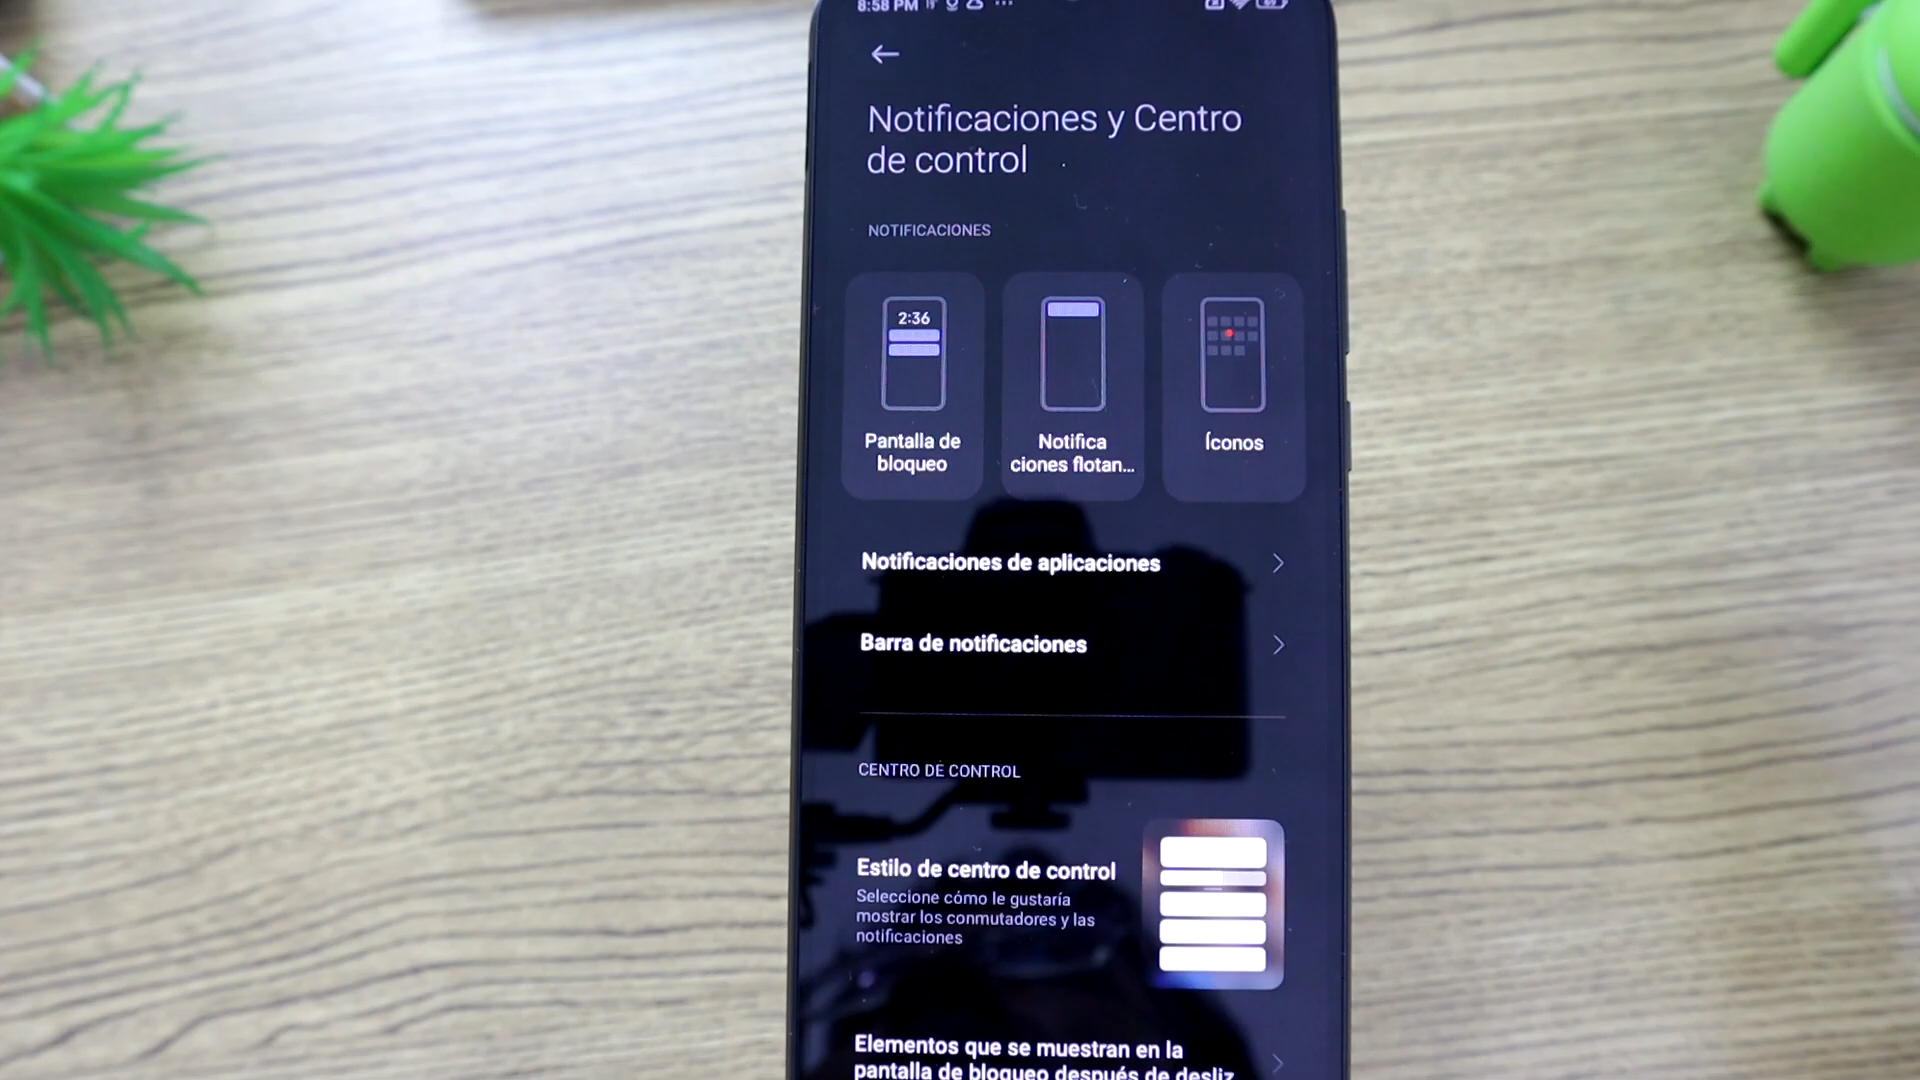 8:58 PM
Notificaciones y Centro
de control
NOTIFICACIONES
2:36
Pantalla de
bloqueo
Notifica
ciones flotan...
Íconos
Notificaciones de aplicaciones
Barra de notificaciones
CENTRO DE CONTROL
Estilo de centro de control
Seleccione cómo le gustaría
mostrar los conmutadores y las
notificaciones
Elementos que se muestran en la
pantalla de bloqueo después de desliz